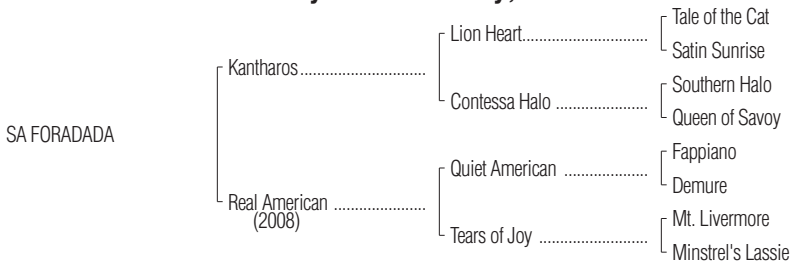 Tale of the Cat
Lion Heart
Satin Sunrise
Kantharos
Southern Halo
Contessa Halo
Queen of Savoy
SA FORADADA
Fappiano
Quiet American
Demure
Real American
(2008)
Mt. Livermore
Tears of Joy
Minstrel's Lassie